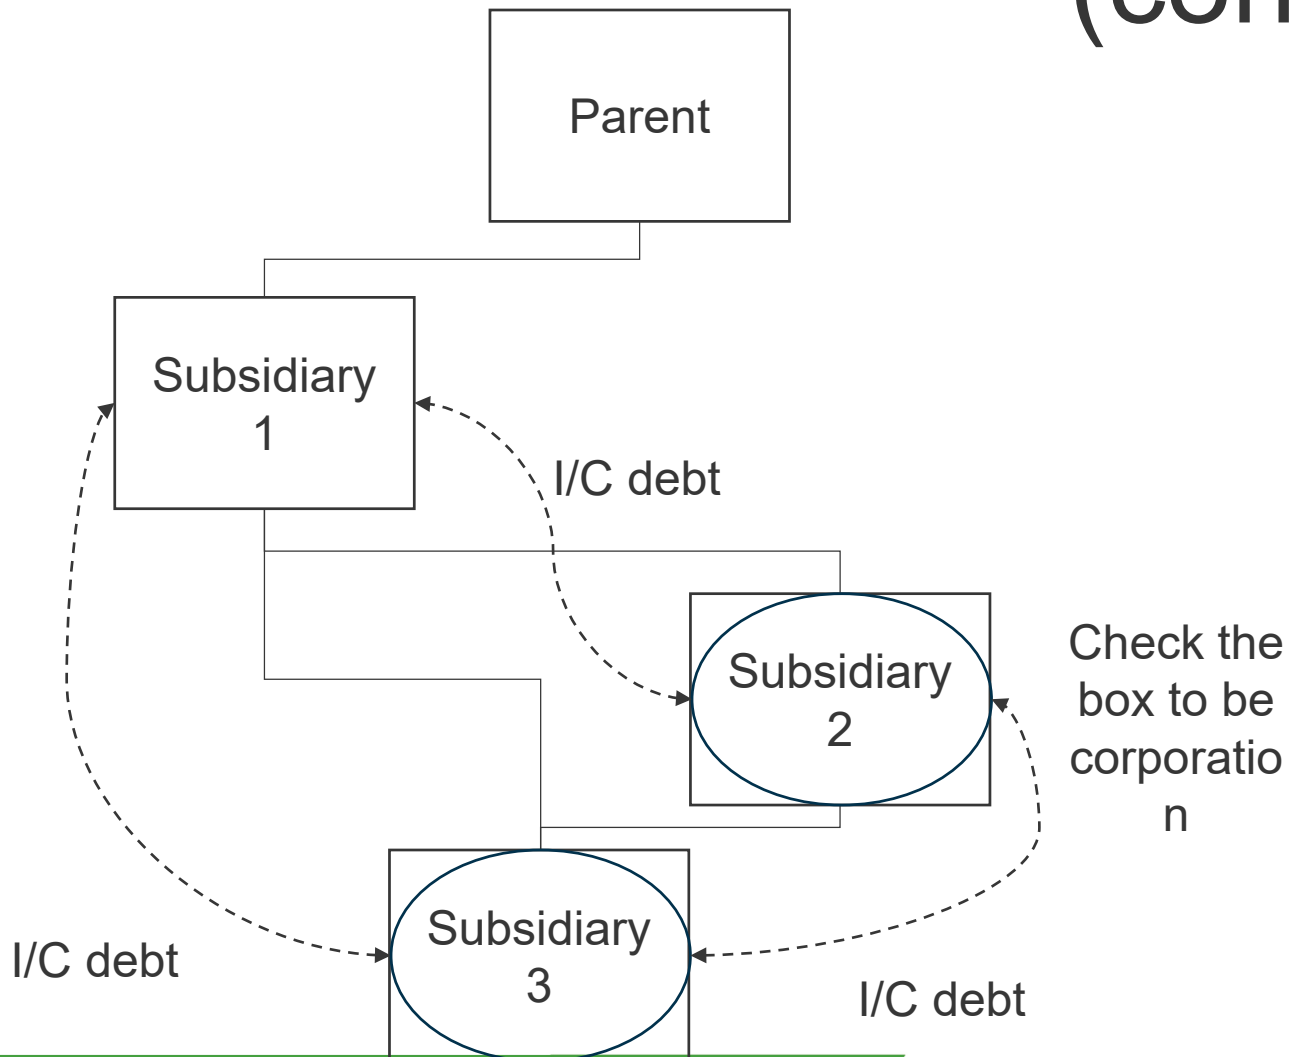 (con
Parent
Subsidiary
1
I/C debt
Subsidiary
2
Check the
box to be
corporatio
n
Subsidiary
3
I/C debt
I/C debt